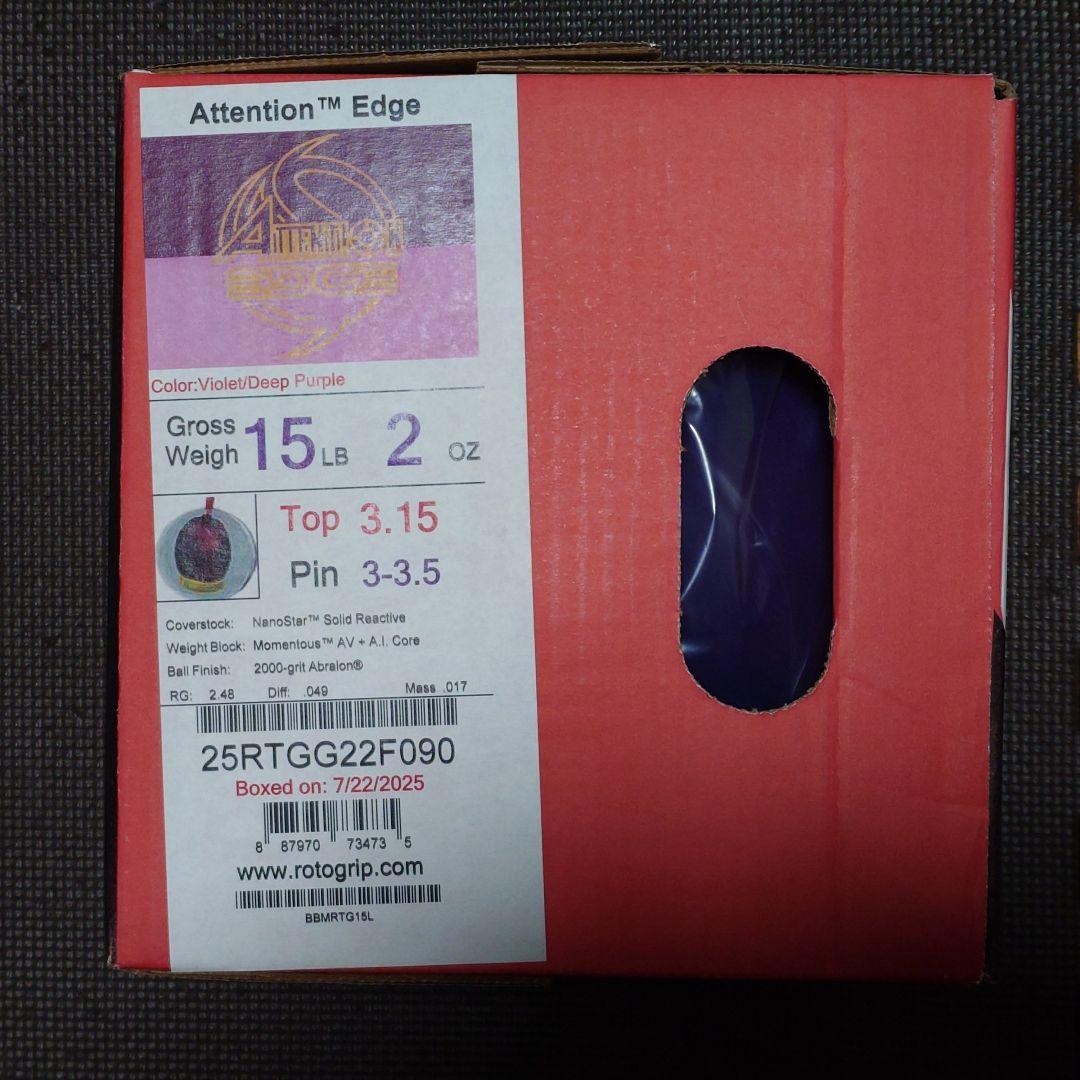 Attention™ Edge
ATTENTION
EDGE
Color:Violet/Deep Purple
Gross Weigh 15 LB 2 OZ
Top 3.15
Pin 3-3.5
Coverstock: NanoStar™ Solid Reactive
Weight Block: Momentous™ AV + A.I. Core
Ball Finish: 2000-grit Abralon®
RG: 2.48 Diff: .049 Mass .017
25RTGG22F090
Boxed on: 7/22/2025
8 87970 73473 5
www.rotogrip.com
BBMRTG15L